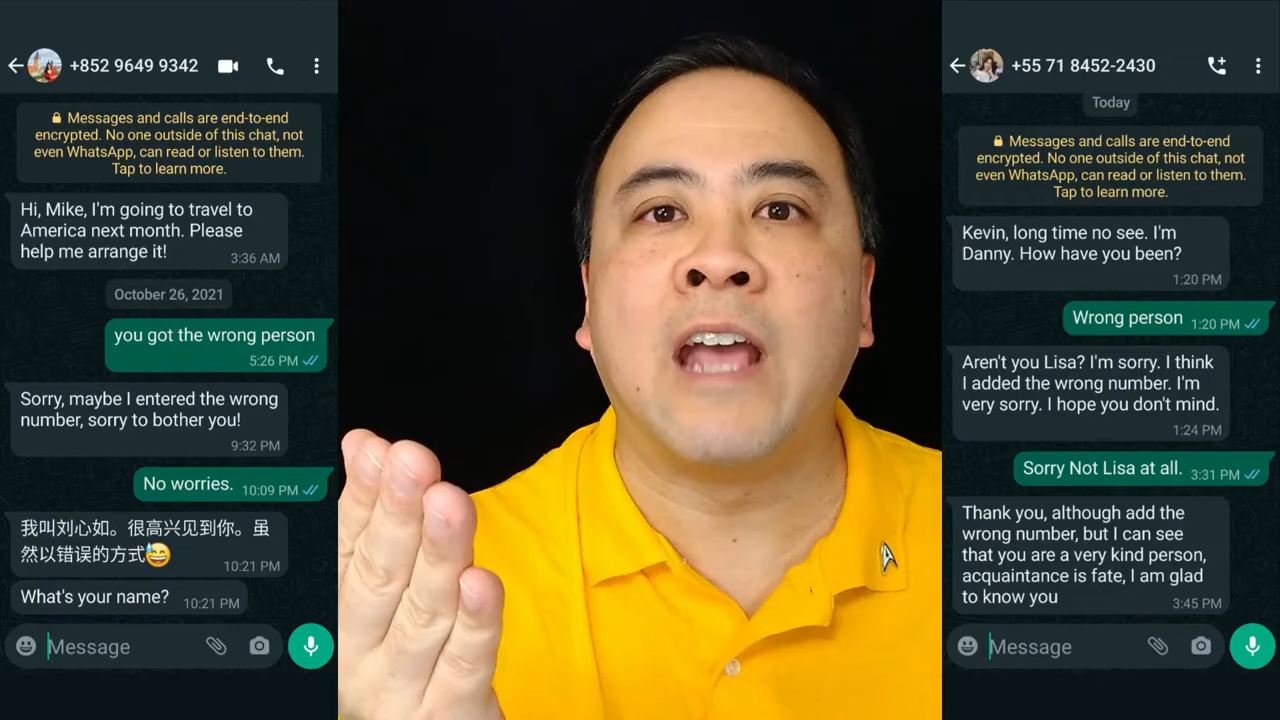 +852 9649 9342
Messages and calls are end-to-end
encrypted. No one outside of this chat, not
even WhatsApp, can read or listen to them.
Tap to learn more.
Hi, Mike, I'm going to travel to
America next month. Please
help me arrange it!
3:36 AM
October 26, 2021
you got the wrong person
5:26 PM
Sorry, maybe I entered the wrong
number, sorry to bother you!
9:32 PM
No worries. 10:09 PM
我叫刘心如。很高兴见到你。虽
然以错误的方式😅
10:21 PM
What's your name? 10:21 PM
Message
+55 71 8452-2430
Today
Messages and calls are end-to-end
encrypted. No one outside of this chat, not
even WhatsApp, can read or listen to them.
Tap to learn more.
Kevin, long time no see. I'm
Danny. How have you been?
1:20 PM
Wrong person 1:20 PM
Aren't you Lisa? I'm sorry. I think
I added the wrong number. I'm
very sorry. I hope you don't mind.
1:24 PM
Sorry Not Lisa at all. 3:31 PM
Thank you, although add the
wrong number, but I can see
that you are a very kind person,
acquaintance is fate, I am glad
to know you
3:45 PM
Message